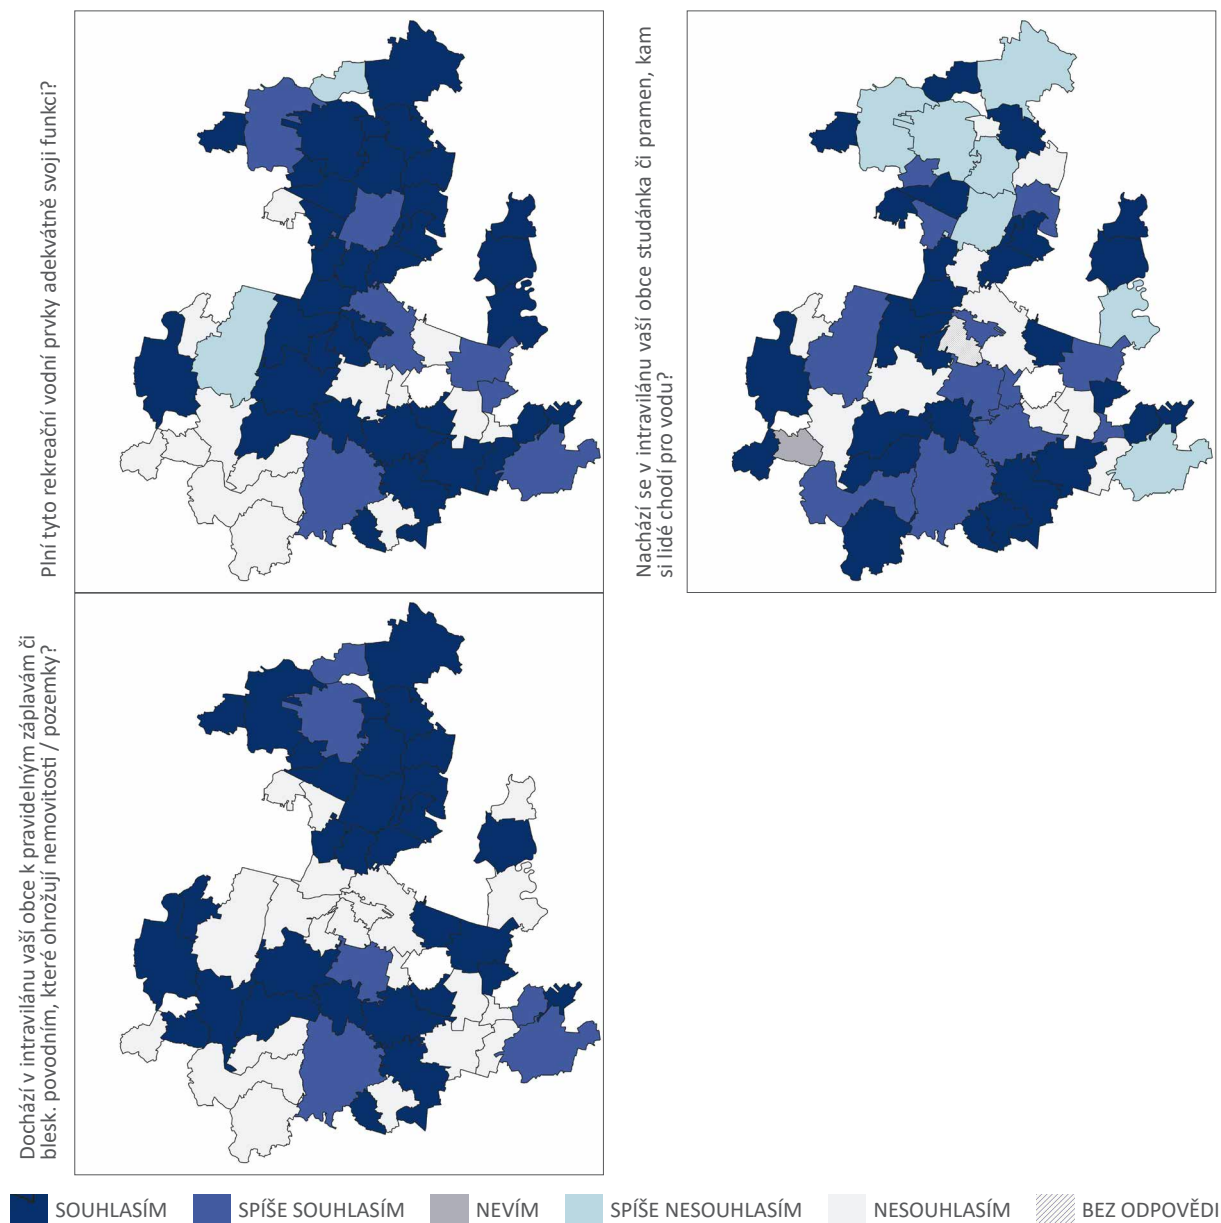 Plní tyto rekreační vodní prvky adekvátně svoji funkci?
Nachází se v intravilánu vaší obce studánka či pramen, kam
si lidé chodí pro vodu?
Dochází v intravilánu vaší obce k pravidelným záplavám či
blesk. povodním, které ohrožují nemovitosti / pozemky?
SOUHLASÍM
SPÍŠE SOUHLASÍM
NEVÍM
SPÍŠE NESOUHLASÍM
NESOUHLASÍM
BEZ ODPOVĚDI